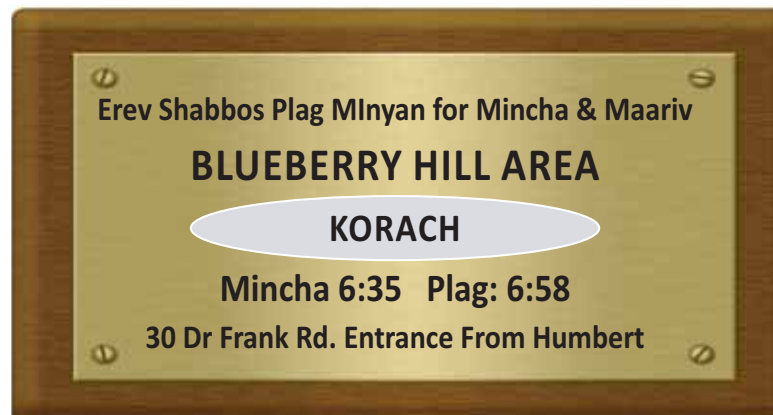 Erev Shabbos Plag MInyan for Mincha & Maariv
BLUEBERRY HILL AREA
KORACH
Mincha 6:35 Plag: 6:58
30 Dr Frank Rd. Entrance From Humbert